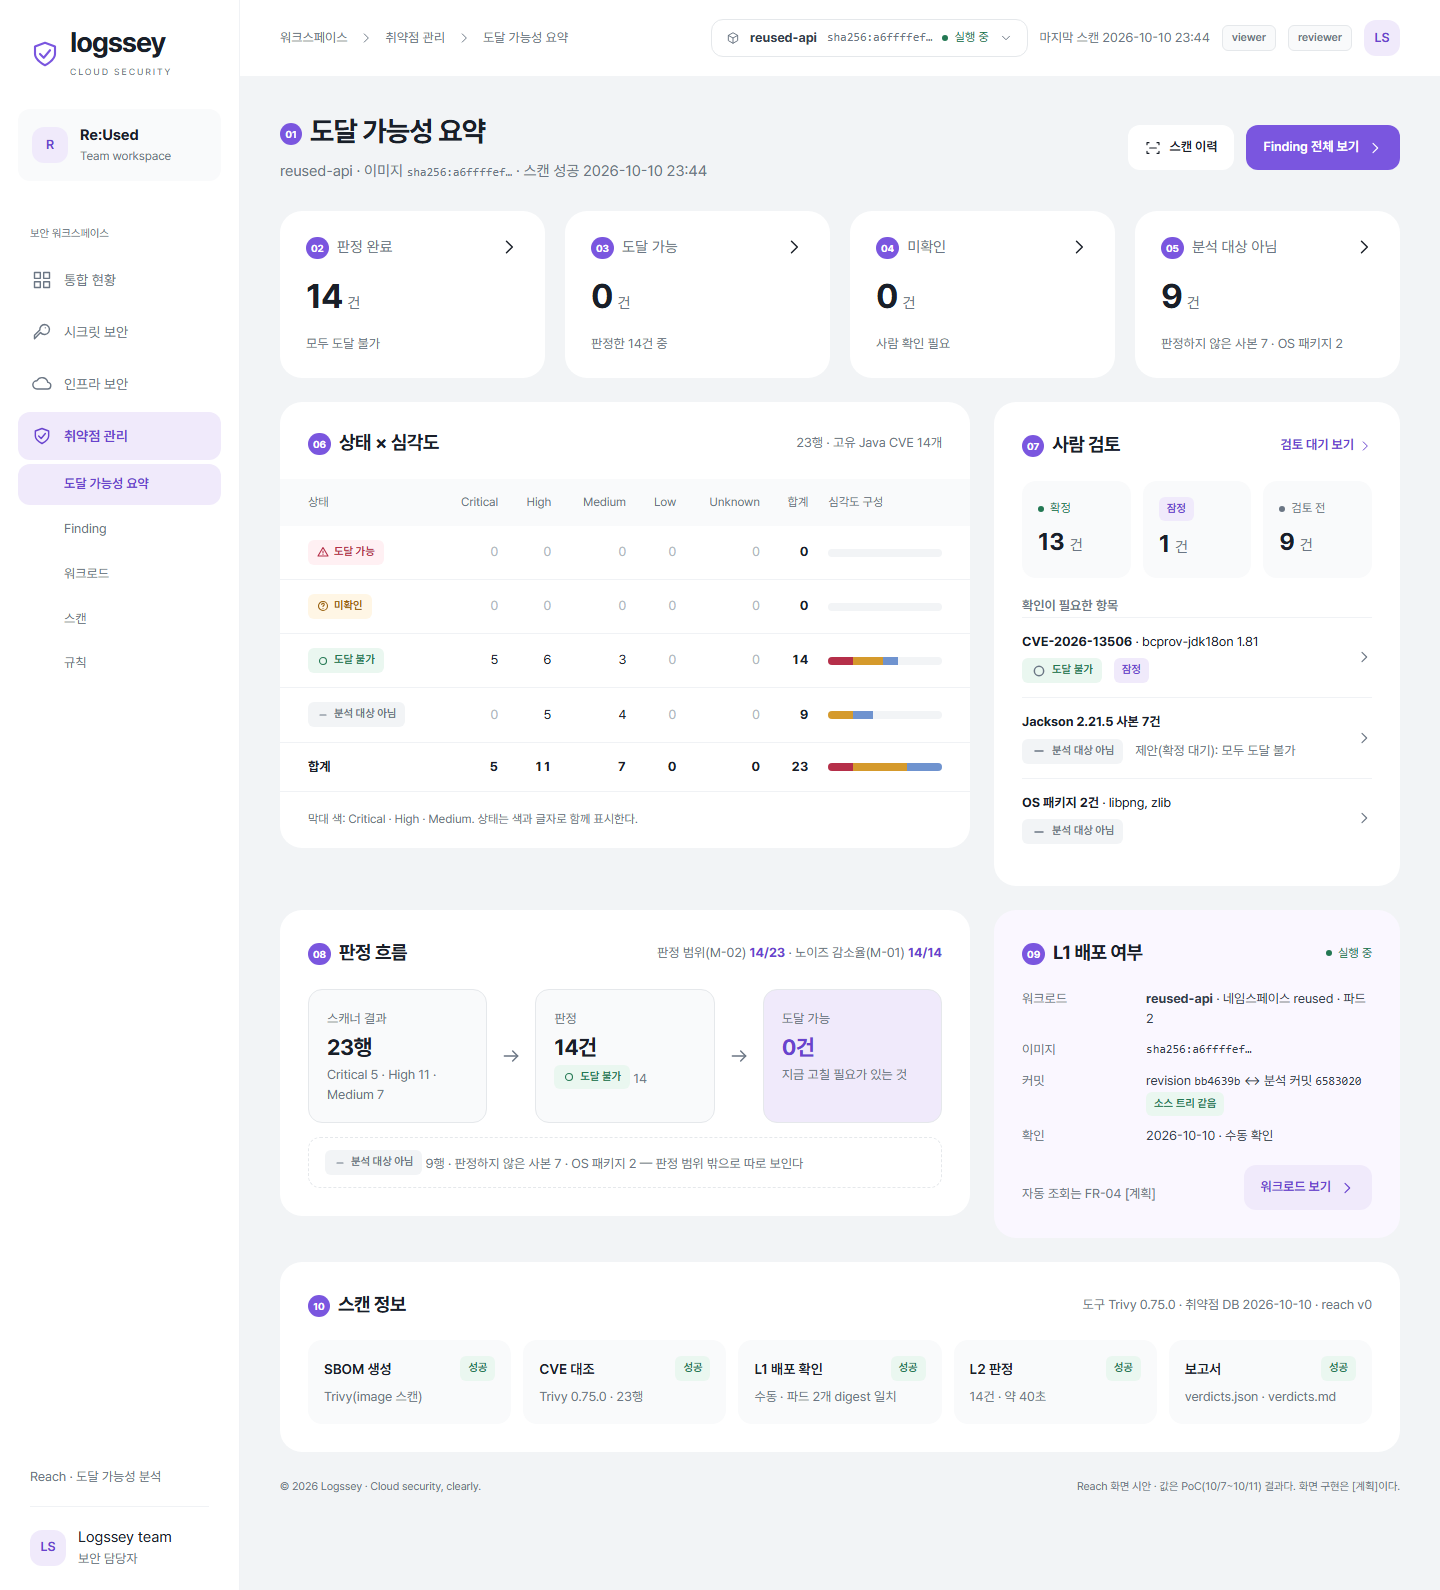 logssey
CLOUD SECURITY
R
Re:Used
Team workspace
보안 워크스페이스
통합 현황
시크릿 보안
인프라 보안
취약점 관리
도달 가능성 요약
Finding
워크로드
스캔
규칙
Reach · 도달 가능성 분석
LS
Logssey team
보안 담당자
워크스페이스 > 취약점 관리 > 도달 가능성 요약
reused-api sha256:a6ffffef… 실행 중
마지막 스캔 2026-10-10 23:44
viewer
reviewer
LS
01 도달 가능성 요약
reused-api · 이미지 sha256:a6ffffef… · 스캔 성공 2026-10-10 23:44
스캔 이력
Finding 전체 보기
02 판정 완료
14 건
모두 도달 불가
03 도달 가능
0 건
판정한 14건 중
04 미확인
0 건
사람 확인 필요
05 분석 대상 아님
9 건
판정하지 않은 사본 7 · OS 패키지 2
06 상태 × 심각도
23행 · 고유 Java CVE 14개
상태 Critical High Medium Low Unknown 합계 심각도 구성
도달 가능 0 0 0 0 0 0
미확인 0 0 0 0 0 0
도달 불가 5 6 3 0 0 14
분석 대상 아님 0 5 4 0 0 9
합계 5 11 7 0 0 23
막대 색: Critical · High · Medium. 상태는 색과 글자로 함께 표시한다.
07 사람 검토
검토 대기 보기
확정
13 건
잠정
1 건
검토 전
9 건
확인이 필요한 항목
CVE-2026-13506 · bcprov-jdk18on 1.81
도달 불가 잠정
Jackson 2.21.5 사본 7건
분석 대상 아님 제안(확정 대기): 모두 도달 불가
OS 패키지 2건 · libpng, zlib
분석 대상 아님
08 판정 흐름
판정 범위(M-02) 14/23 · 노이즈 감소율(M-01) 14/14
스캐너 결과
23행
Critical 5 · High 11 ·
Medium 7
판정
14건
도달 불가 14
도달 가능
0건
지금 고칠 필요가 있는 것
분석 대상 아님 9행 · 판정하지 않은 사본 7 · OS 패키지 2 — 판정 범위 밖으로 따로 보인다
09 L1 배포 여부
실행 중
워크로드 reused-api · 네임스페이스 reused · 파드
2
이미지 sha256:a6ffffef…
커밋 revision bb4639b ↔ 분석 커밋 6583020
소스 트리 같음
확인 2026-10-10 · 수동 확인
자동 조회는 FR-04 [계획]
워크로드 보기
10 스캔 정보
도구 Trivy 0.75.0 · 취약점 DB 2026-10-10 · reach v0
SBOM 생성 성공
Trivy(image 스캔)
CVE 대조 성공
Trivy 0.75.0 · 23행
L1 배포 확인 성공
수동 · 파드 2개 digest 일치
L2 판정 성공
14건 · 약 40초
보고서 성공
verdicts.json · verdicts.md
© 2026 Logssey · Cloud security, clearly.
Reach 화면 시안 · 값은 PoC(10/7~10/11) 결과다. 화면 구현은 [계획]이다.